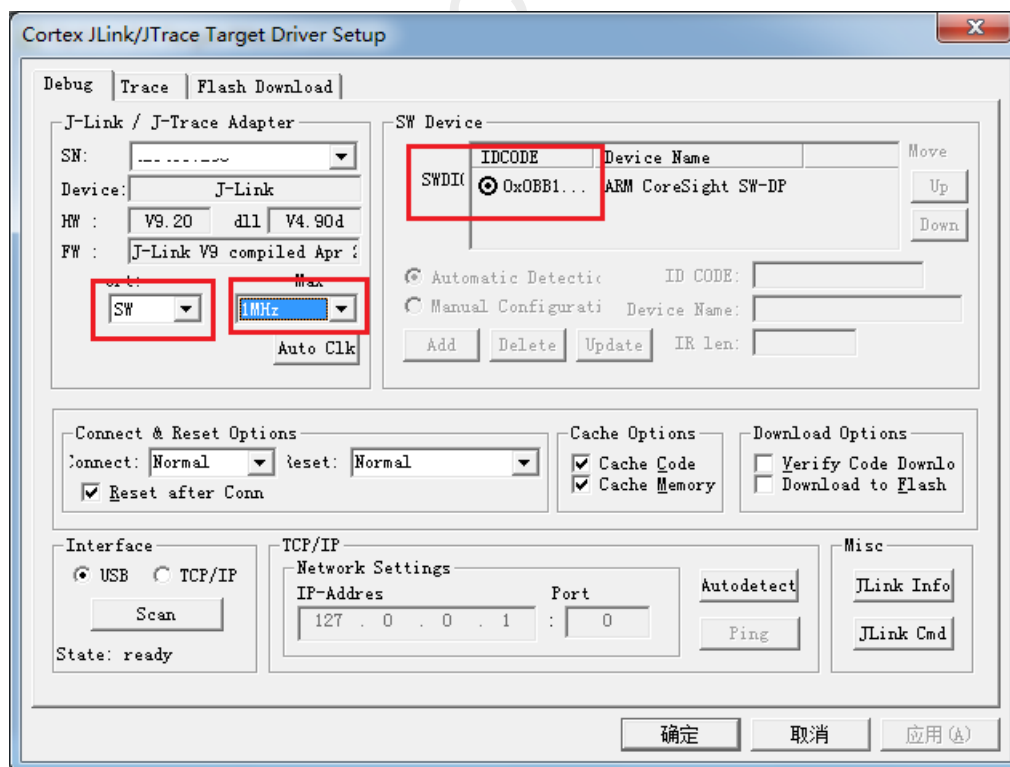 Cortex JLink/JTrace Target Driver Setup
Debug Trace Flash Download
J-Link / J-Trace Adapter
SN:
Device: J-Link
HW : V9.20 dll V4.90d
FW : J-Link V9 compiled Apr 2
ort: Max
SW 1MHz
Auto Clk
SW Device
IDCODE Device Name Move
SWDI
0x0BB1... ARM CoreSight SW-DP Up
Down
Automatic Detectic ID CODE:
Manual Configurati Device Name:
Add Delete Update IR len:
Connect & Reset Options
Connect: Normal Reset: Normal
Reset after Conn
Cache Options
Cache Code
Cache Memory
Download Options
Verify Code Downlo
Download to Flash
Interface
USB TCP/IP
Scan
State: ready
TCP/IP
Network Settings
IP-Addres Port
127 . 0 . 0 . 1 : 0
Autodetect
Ping
Misc
JLink Info
JLink Cmd
确定 取消 应用(A)